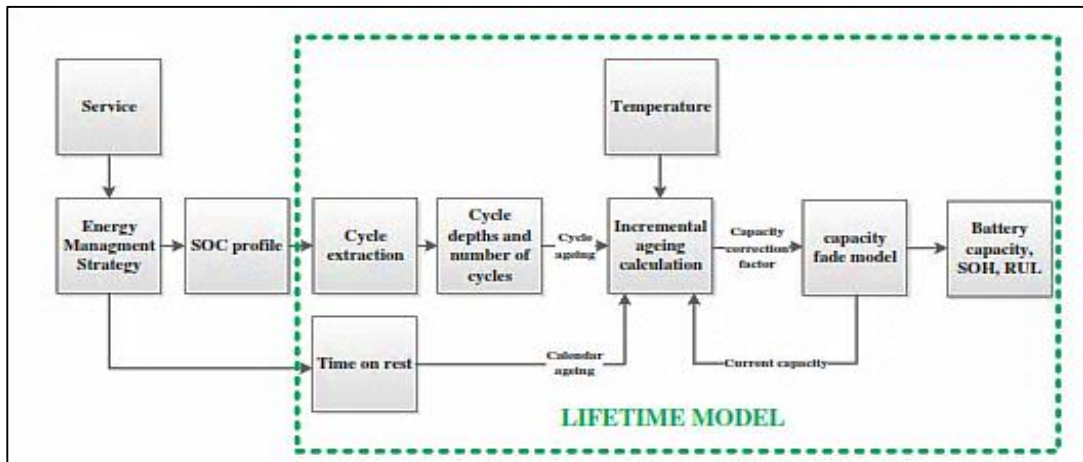 Service
Temperature
Energy
Managment
Strategy
SOC profile
Cycle
extraction
Cycle
depths and
number of
cycles
Cycle
ageing
Incremental
ageing
calculation
Capacity
correction
factor
capacity
fade model
Battery
capacity,
SOH, RUL
Time on rest
Calendar
ageing
Current capacity
LIFETIME MODEL